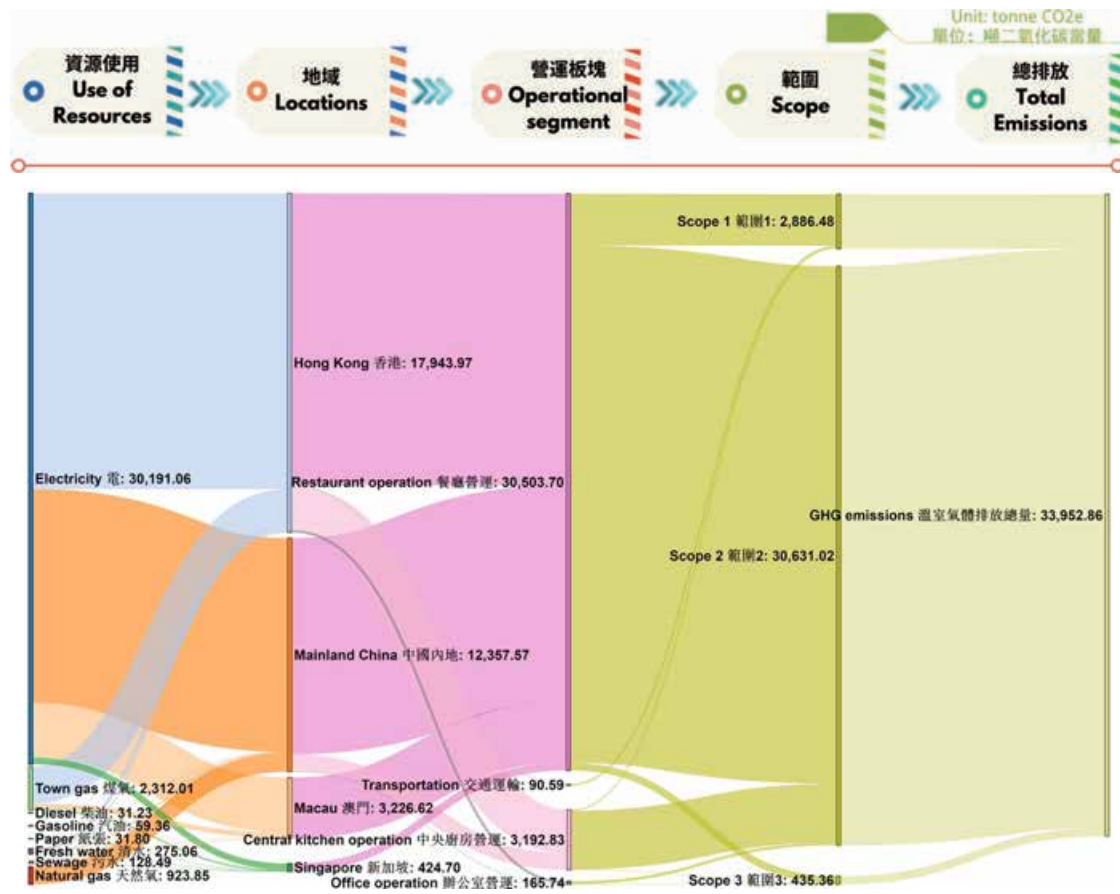 Unit: tonne CO2e
單位：噸二氧化碳當量
資源使用
Use of
Resources
地域
Locations
營運板塊
Operational
segment
範圍
Scope
總排放
Total
Emissions
Scope 1 範圍1: 2,886.48
Hong Kong 香港: 17,943.97
Electricity 電: 30,191.06
Restaurant operation 餐廳營運: 30,503.70
GHG emissions 溫室氣體排放總量: 33,952.86
Scope 2 範圍2: 30,631.02
Mainland China 中國內地: 12,357.57
Transportation 交通運輸: 90.59
Town gas 煤氣: 2,312.01
Macau 澳門: 3,226.62
Diesel 柴油: 31.23
Gasoline 汽油: 59.36
Paper 紙張: 31.80
Central kitchen operation 中央廚房營運: 3,192.83
Fresh water 清水: 275.06
Sewage 污水: 128.49
Singapore 新加坡: 424.70
Natural gas 天然氣: 923.85
Office operation 辦公室營運: 165.74
Scope 3 範圍3: 435.36